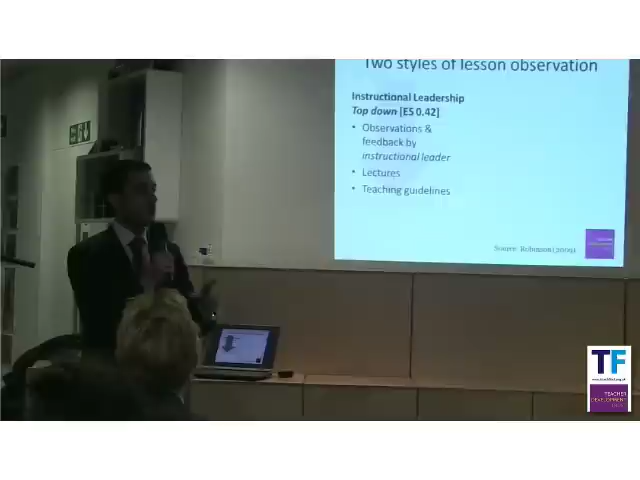 Two styles of lesson observation
Instructional Leadership
Top down [ES 0.42]
• Observations &
feedback by
instructional leader
• Lectures
• Teaching guidelines
Source: Robinson (2009)
TF
TEACHER
DEVELOPMENT